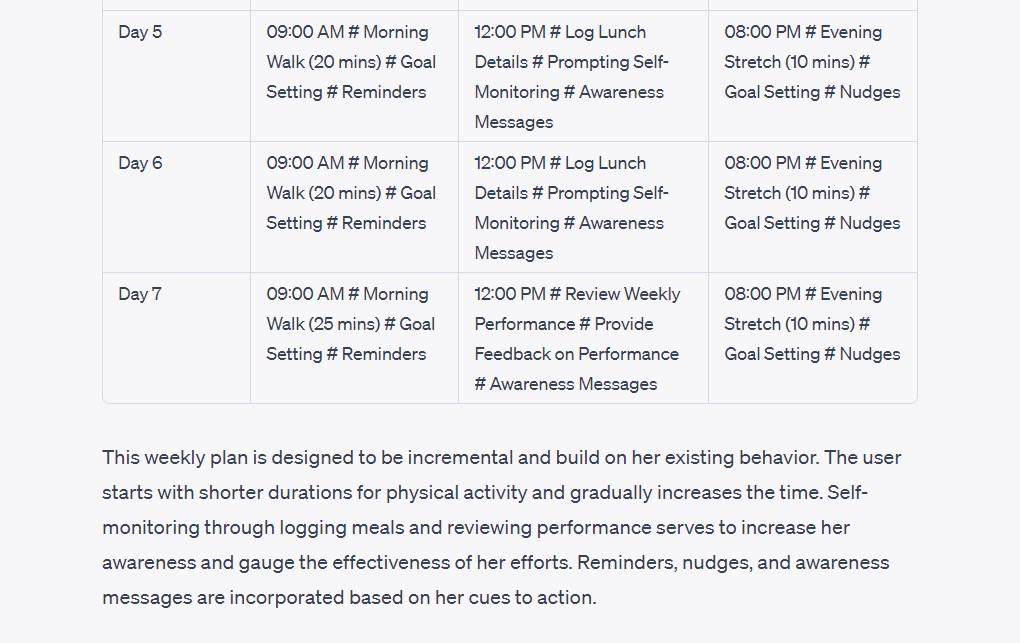 Day 5
09:00 AM # Morning
Walk (20 mins) # Goal
Setting # Reminders
12:00 PM # Log Lunch
Details # Prompting Self-
Monitoring # Awareness
Messages
08:00 PM # Evening
Stretch (10 mins) #
Goal Setting # Nudges
Day 6
09:00 AM # Morning
Walk (20 mins) # Goal
Setting # Reminders
12:00 PM # Log Lunch
Details # Prompting Self-
Monitoring # Awareness
Messages
08:00 PM # Evening
Stretch (10 mins) #
Goal Setting # Nudges
Day 7
09:00 AM # Morning
Walk (25 mins) # Goal
Setting # Reminders
12:00 PM # Review Weekly
Performance # Provide
Feedback on Performance
# Awareness Messages
08:00 PM # Evening
Stretch (10 mins) #
Goal Setting # Nudges
This weekly plan is designed to be incremental and build on her existing behavior. The user
starts with shorter durations for physical activity and gradually increases the time. Self-
monitoring through logging meals and reviewing performance serves to increase her
awareness and gauge the effectiveness of her efforts. Reminders, nudges, and awareness
messages are incorporated based on her cues to action.